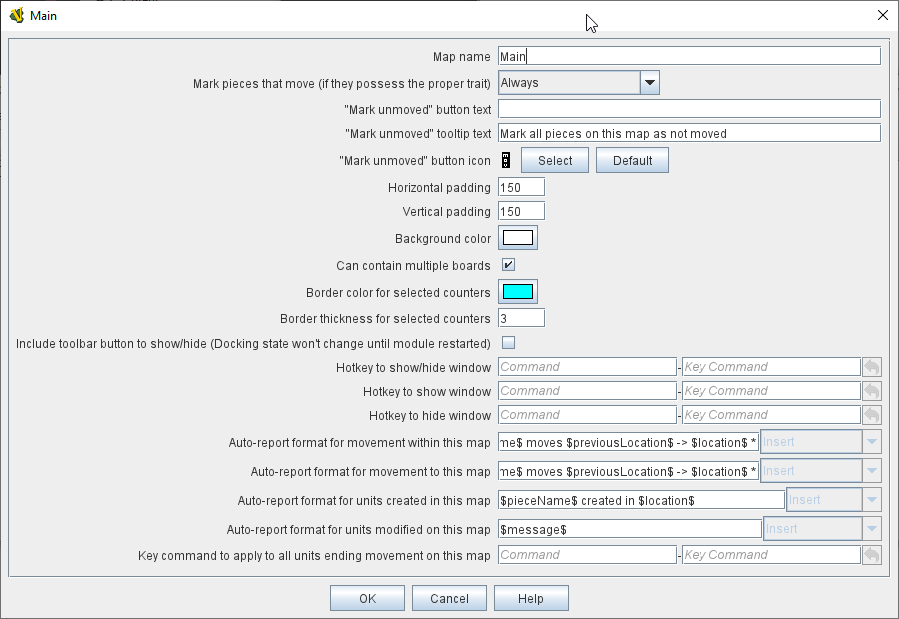 Main
Map name Main
Mark pieces that move (if they possess the proper trait) Always
"Mark unmoved" button text
"Mark unmoved" tooltip text Mark all pieces on this map as not moved
"Mark unmoved" button icon Select Default
Horizontal padding 150
Vertical padding 150
Background color
Can contain multiple boards
Border color for selected counters
Border thickness for selected counters 3
Include toolbar button to show/hide (Docking state won't change until module restarted)
Hotkey to show/hide window Command - Key Command
Hotkey to show window Command - Key Command
Hotkey to hide window Command - Key Command
Auto-report format for movement within this map me$ moves $previousLocation$ -> $location$ * Insert
Auto-report format for movement to this map me$ moves $previousLocation$ -> $location$ * Insert
Auto-report format for units created in this map $pieceName$ created in $location$ Insert
Auto-report format for units modified on this map $message$ Insert
Key command to apply to all units ending movement on this map Command - Key Command
OK Cancel Help